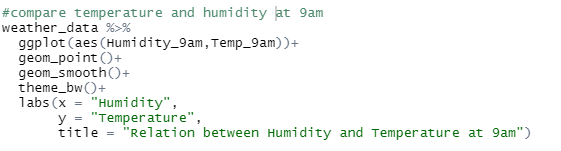 #compare temperature and humidity at 9am
weather_data %>%
  ggplot(aes(Humidity_9am,Temp_9am))+
  geom_point()+
  geom_smooth()+
  theme_bw()+
  labs(x = "Humidity",
       y = "Temperature",
       title = "Relation between Humidity and Temperature at 9am")